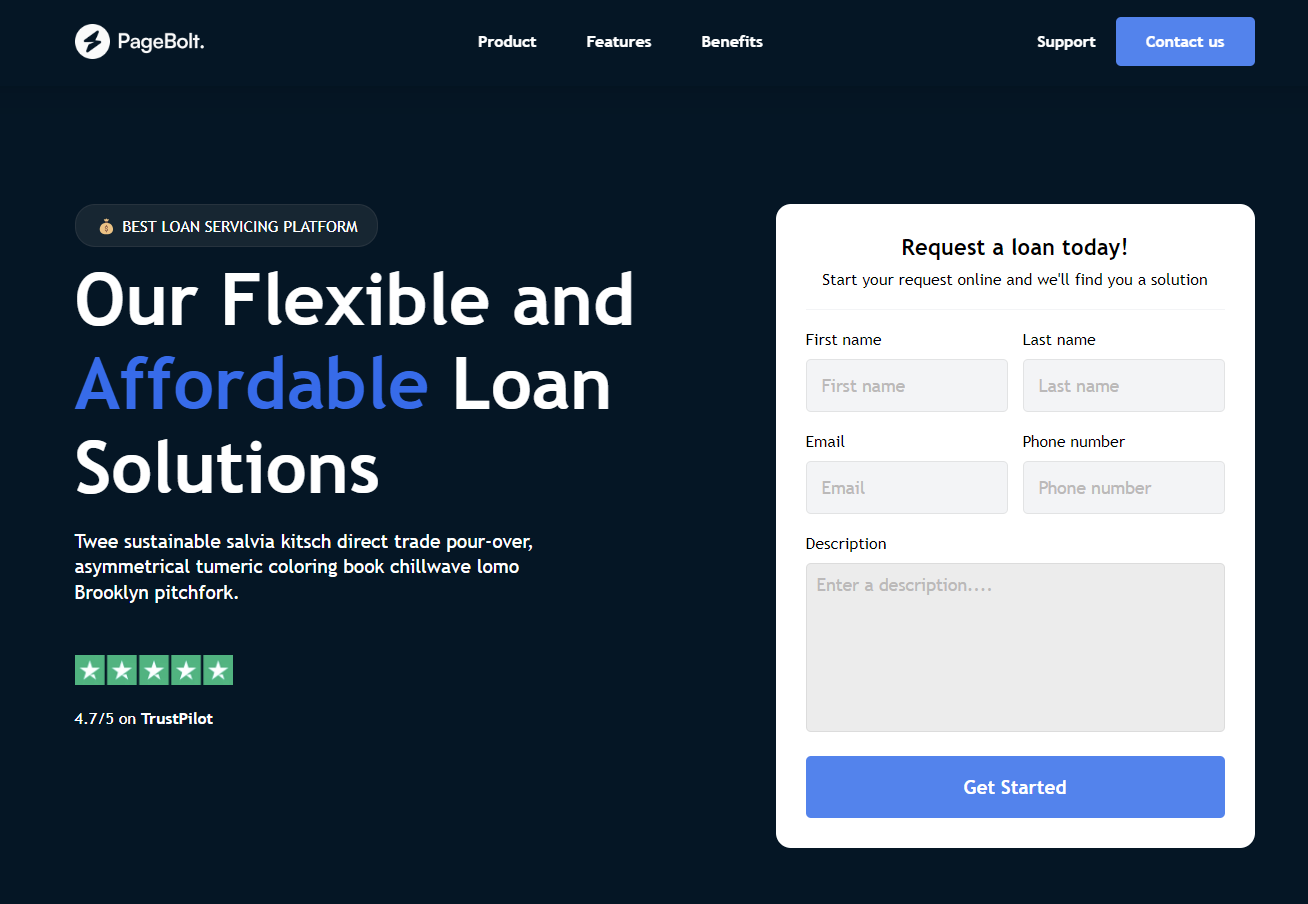 PageBolt.
Product
Features
Benefits
Support
Contact us
BEST LOAN SERVICING PLATFORM
Our Flexible and
Affordable Loan
Solutions
Twee sustainable salvia kitsch direct trade pour-over,
asymmetrical tumeric coloring book chillwave lomo
Brooklyn pitchfork.
4.7/5 on TrustPilot
Request a loan today!
Start your request online and we'll find you a solution
First name
Last name
First name
Last name
Email
Phone number
Email
Phone number
Description
Enter a description....
Get Started